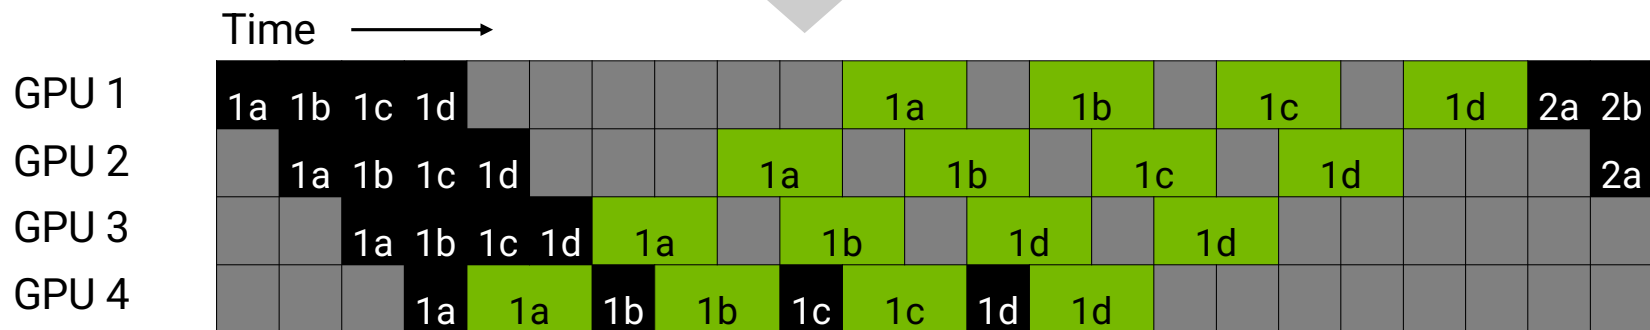 Time
GPU 1 1a 1b 1c 1d 1a 1b 1c 1d 2a 2b
GPU 2 1a 1b 1c 1d 1a 1b 1c 1d 2a
GPU 3 1a 1b 1c 1d 1a 1b 1d 1d
GPU 4 1a 1a 1b 1b 1c 1c 1d 1d